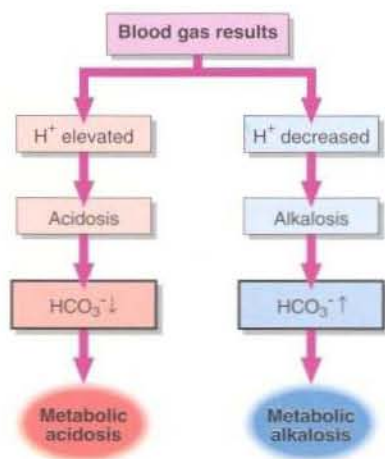 Blood gas results
H⁺ elevated
H⁺ decreased
Acidosis
Alkalosis
HCO₃⁻↓
HCO₃⁻↑
Metabolic
acidosis
Metabolic
alkalosis